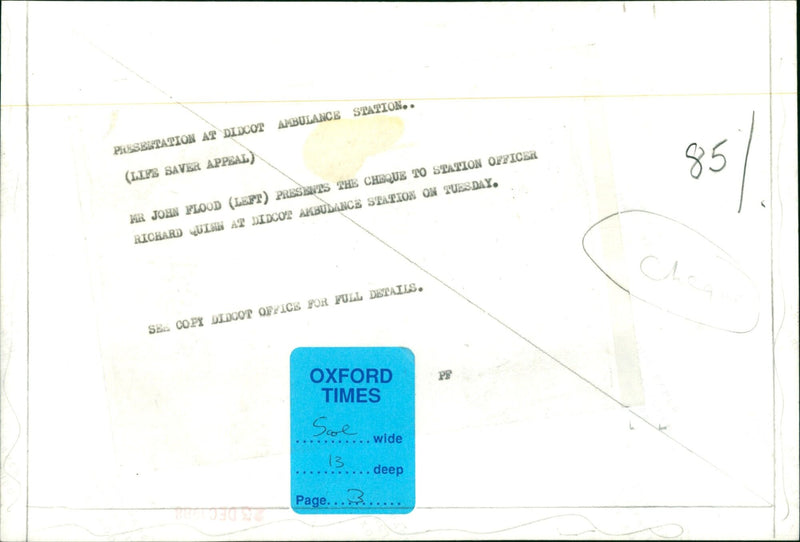 PRESENTATION AT DIDCOT AMBULANCE STATION..
(LIFE SAVER APPEAL)
MR JOHN FLOOD (LEFT) PRESENTS THE CHEQUE TO STATION OFFICER
RICHARD QUINN AT DIDCOT AMBULANCE STATION ON TUESDAY.
SEE COPY DIDCOT OFFICE FOR FULL DETAILS.
PF
85/.
Cheque
OXFORD
TIMES
...........wide
13 ...........deep
Page....3.......